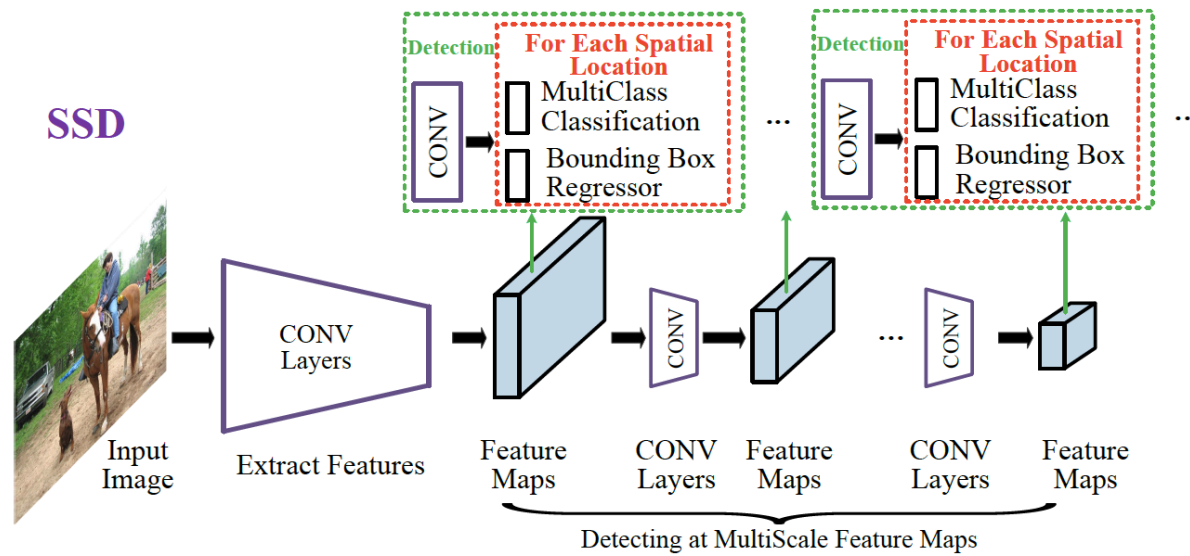 SSD
Detection
For Each Spatial
Location
CONV
MultiClass
Classification
Bounding Box
Regressor
...
Detection
For Each Spatial
Location
CONV
MultiClass
Classification
Bounding Box
Regressor
..
CONV
Layers
CONV
...
CONV
Input
Image
Extract Features
Feature
Maps
CONV
Layers
Feature
Maps
CONV
Layers
Feature
Maps
Detecting at MultiScale Feature Maps